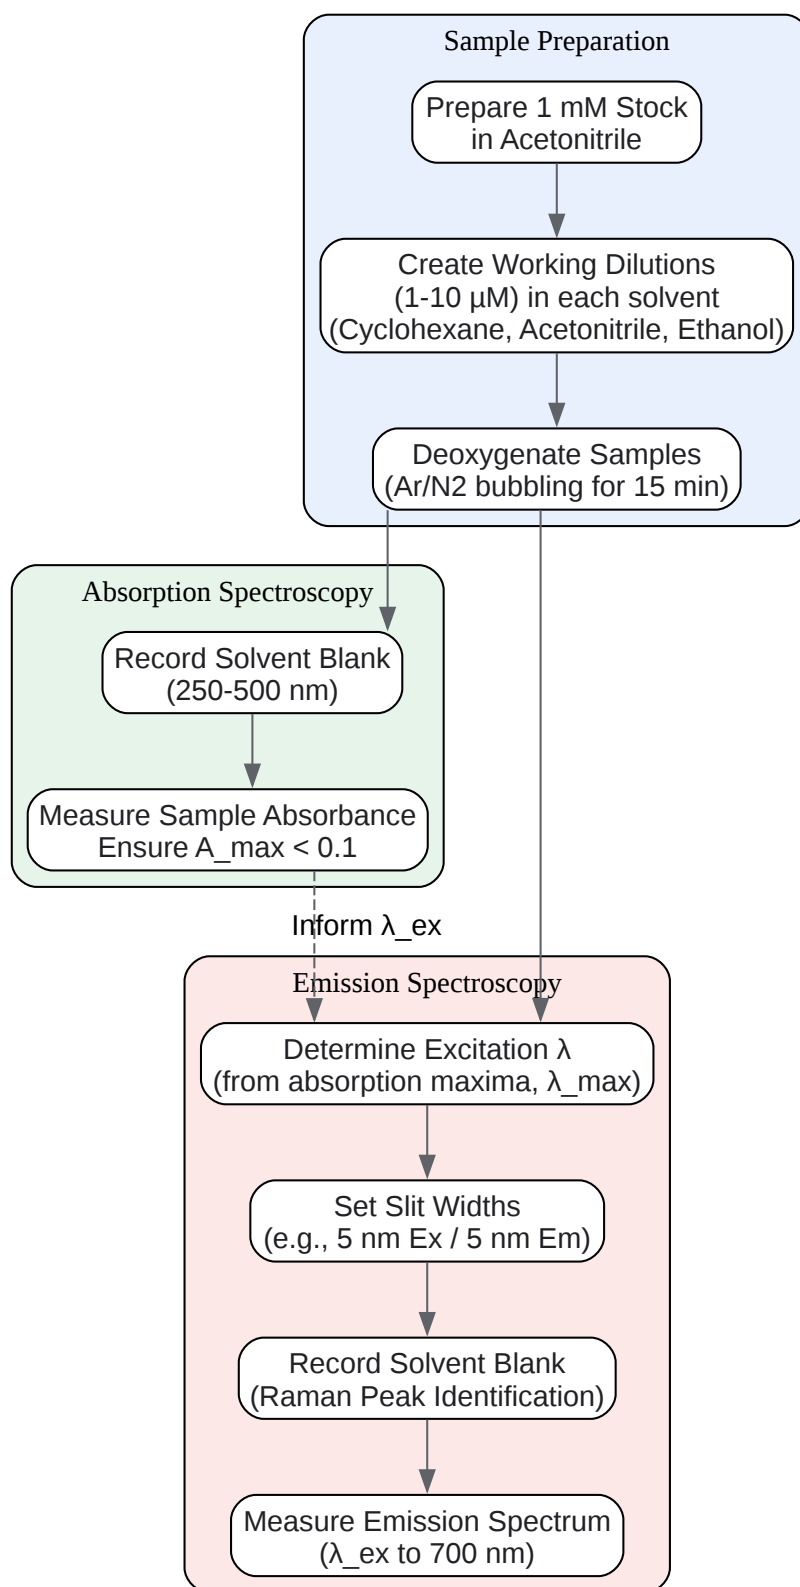 Sample Preparation
Prepare 1 mM Stock
in Acetonitrile
Create Working Dilutions
(1-10 µM) in each solvent
(Cyclohexane, Acetonitrile, Ethanol)
Deoxygenate Samples
(Ar/N2 bubbling for 15 min)
Absorption Spectroscopy
Record Solvent Blank
(250-500 nm)
Measure Sample Absorbance
Ensure A_max < 0.1
Inform λ_ex
Emission Spectroscopy
Determine Excitation λ
(from absorption maxima, λ_max)
Set Slit Widths
(e.g., 5 nm Ex / 5 nm Em)
Record Solvent Blank
(Raman Peak Identification)
Measure Emission Spectrum
(λ_ex to 700 nm)